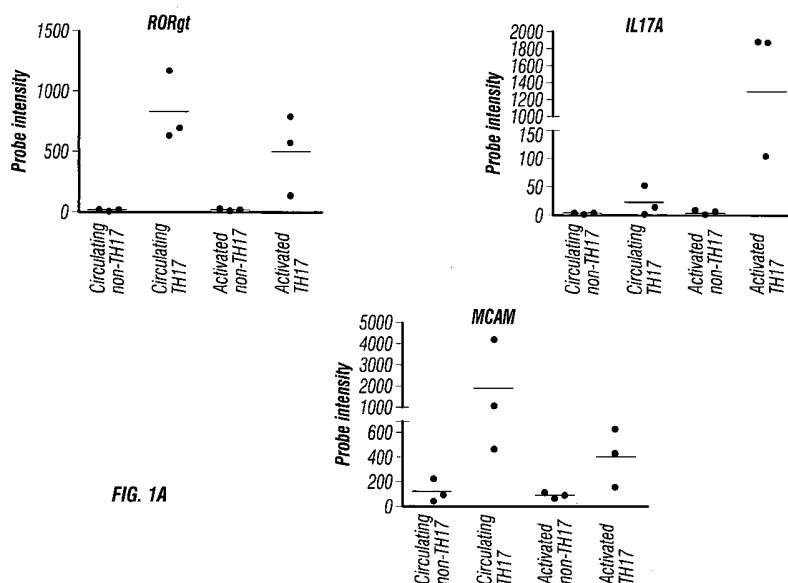 RORgt
1500
1000
500
0
Probe intensity
Circulating
non-TH17
Circulating
TH17
Activated
non-TH17
Activated
TH17
IL17A
2000
1800
1600
1400
1200
1000
150
100
50
0
Probe intensity
Circulating
non-TH17
Circulating
TH17
Activated
non-TH17
Activated
TH17
MCAM
5000
4000
3000
2000
1000
600
400
200
0
Probe intensity
Circulating
non-TH17
Circulating
TH17
Activated
non-TH17
Activated
TH17
FIG. 1A